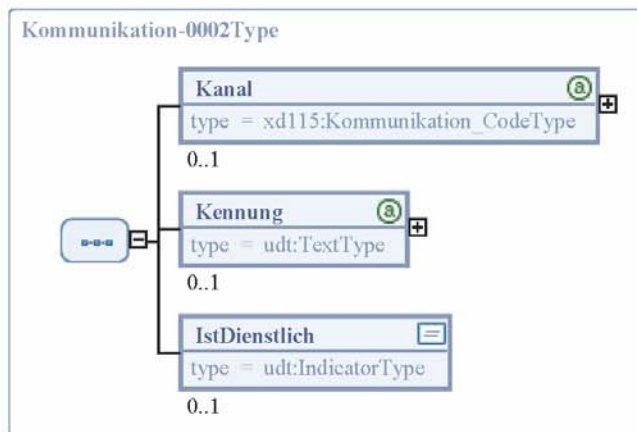 Kommunikation-0002Type
Kanal
a
type = xd115:Kommunikation_CodeType
0..1
Kennung
a
type = udt:TextType
0..1
IstDienstlich
type = udt:IndicatorType
0..1